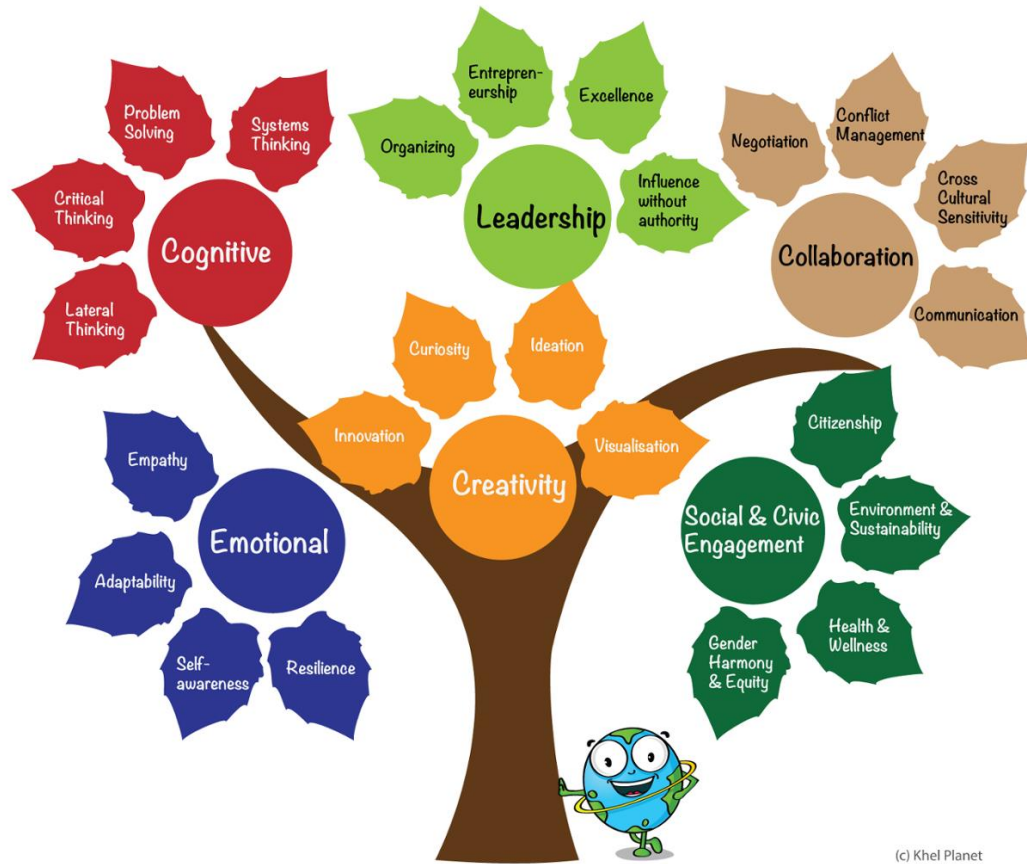 Problem
Solving
Systems
Thinking
Critical
Thinking
Lateral
Thinking
Cognitive
Entrepren-
eurship
Excellence
Organizing
Influence
without
authority
Leadership
Negotiation
Conflict
Management
Cross
Cultural
Sensitivity
Communication
Collaboration
Curiosity
Ideation
Innovation
Visualisation
Creativity
Empathy
Adaptability
Self-
awareness
Resilience
Emotional
Citizenship
Environment &
Sustainability
Health &
Wellness
Gender
Harmony
& Equity
Social & Civic
Engagement
(c) Khel Planet